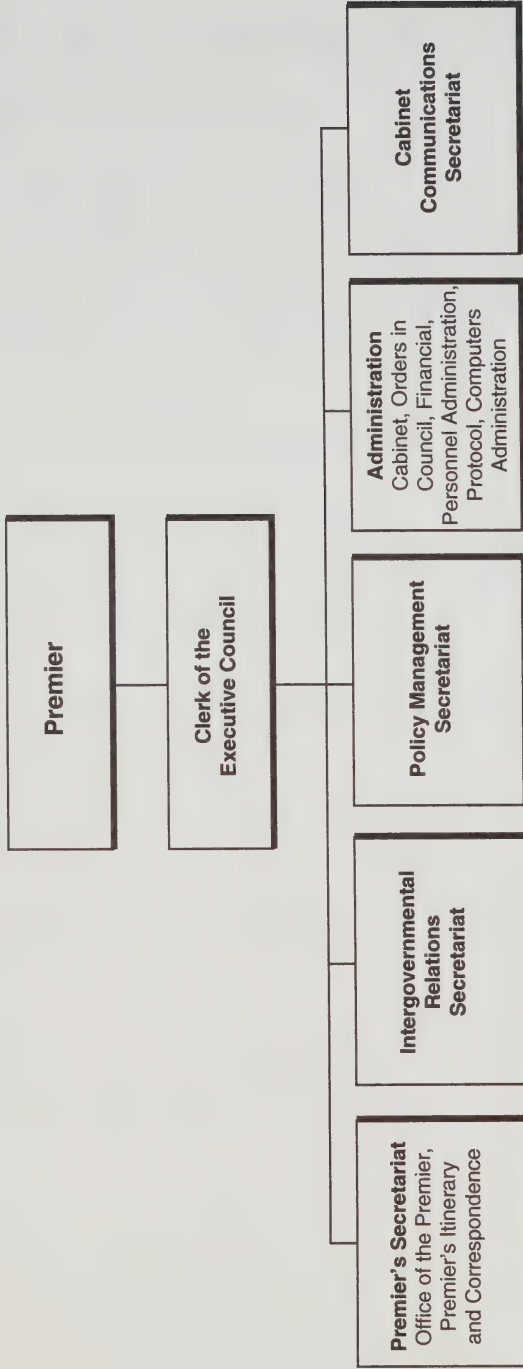 Premier
Clerk of the
Executive Council
Premier's Secretariat
Office of the Premier,
Premier's Itinerary
and Correspondence
Intergovernmental
Relations
Secretariat
Policy Management
Secretariat
Administration
Cabinet, Orders in
Council, Financial,
Personnel Administration,
Protocol, Computers
Administration
Cabinet
Communications
Secretariat